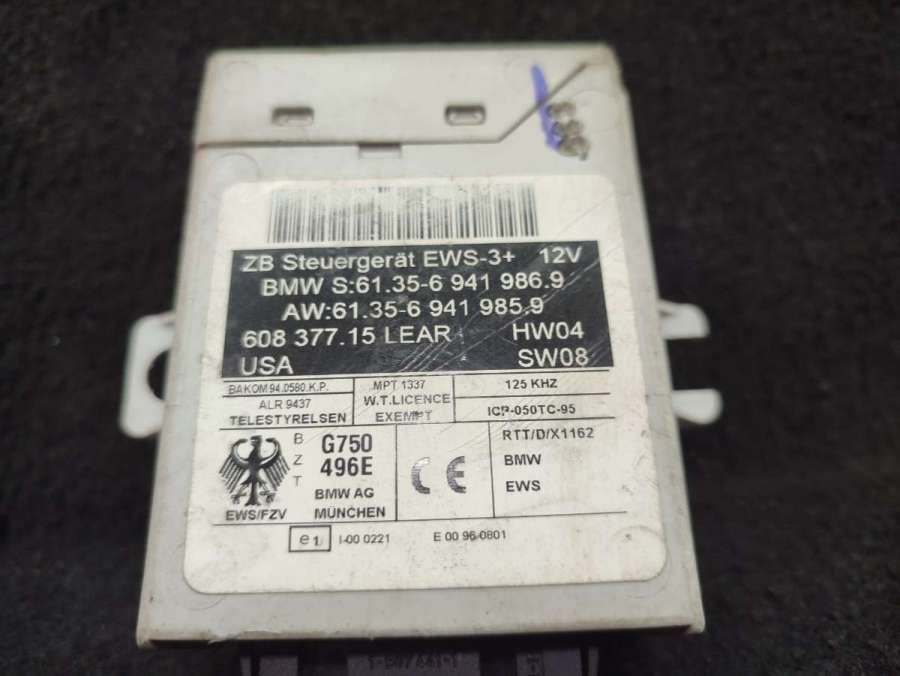 ZB Steuergerät EWS-3+ 12V
BMW S:61.35-6 941 986.9
AW:61.35-6 941 985.9
608 377.15 LEAR HW04
USA SW08
BAKOM 94.0580.K.P.
ALR 9437
TELESTYRELSEN
MPT 1337
W.T.LICENCE
EXEMPT
125 KHZ
ICP-050TC-95
B
Z
T
G750
496E
BMW AG
MÜNCHEN
EWS/FZV
CE
RTT/D/X1162
BMW
EWS
e1 I-00 0221 E 00 96 0801